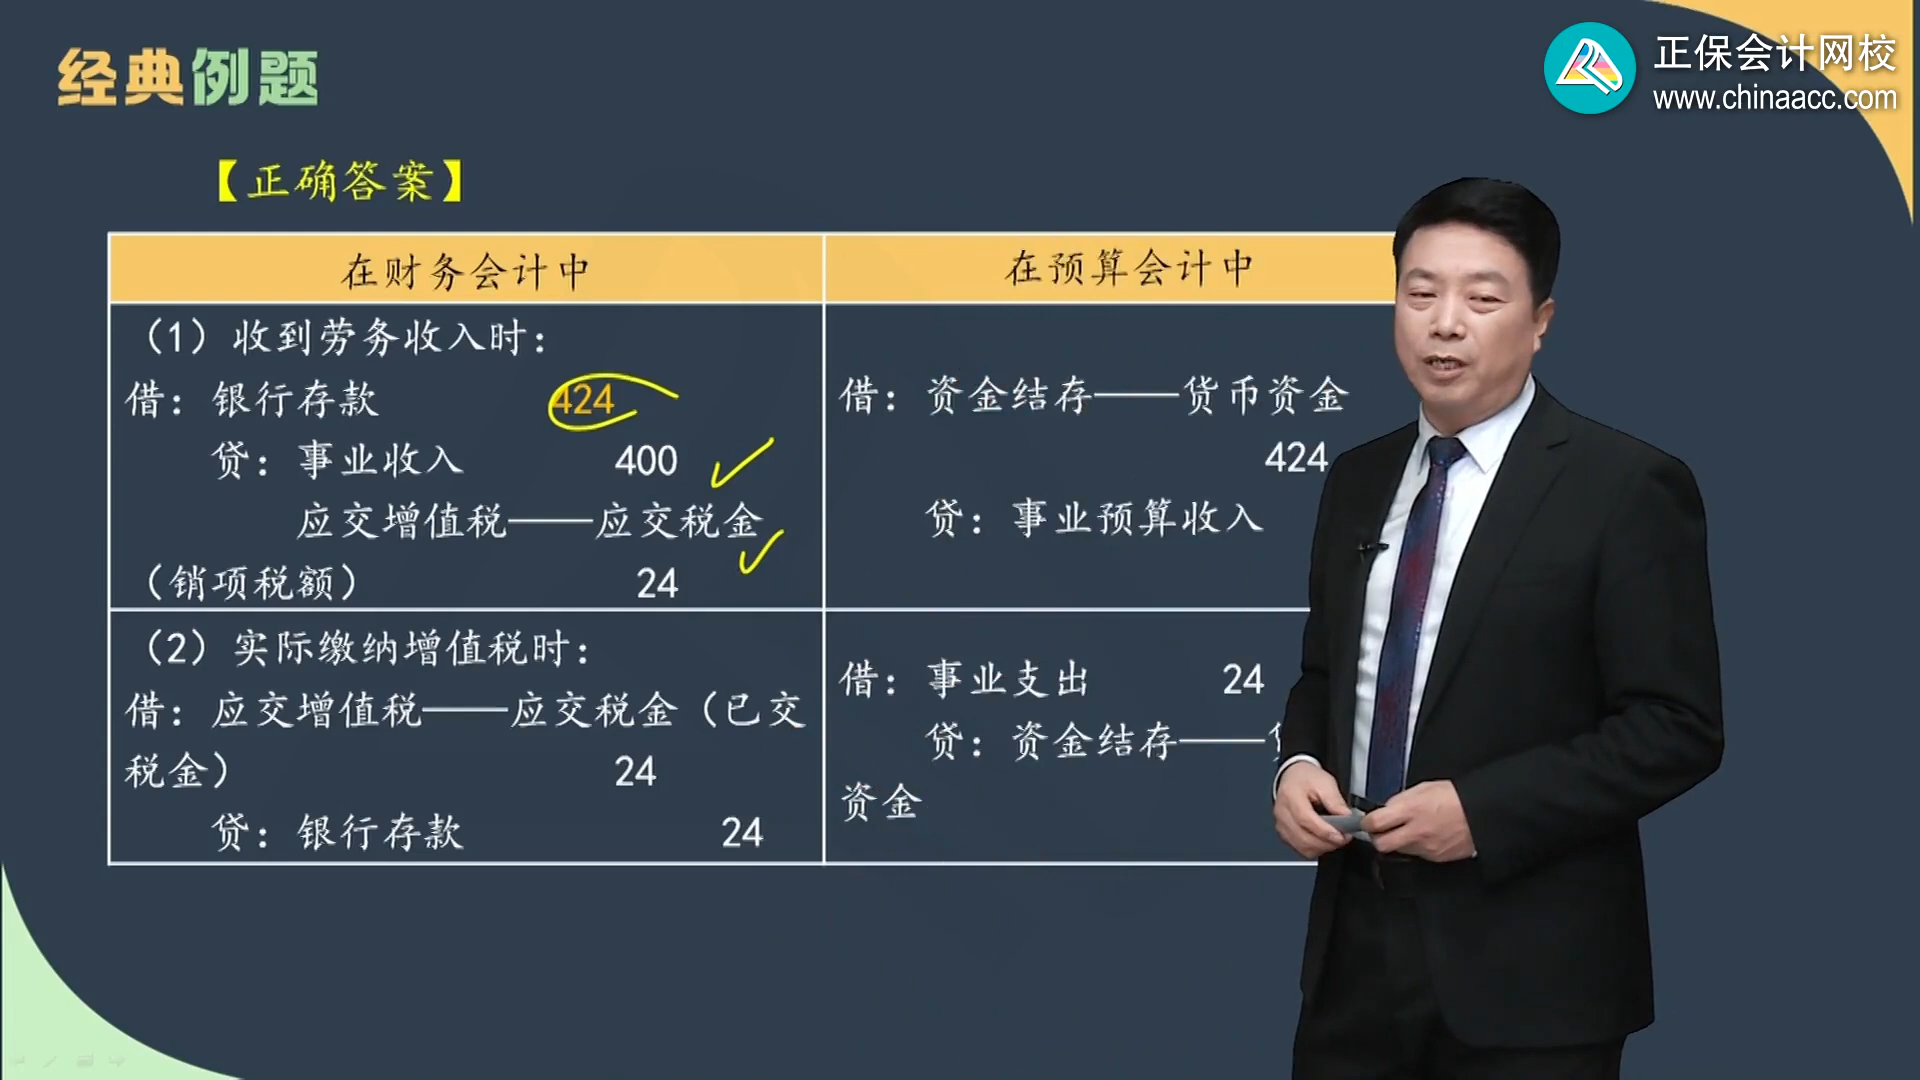 经典例题
正保会计网校
www.chinaacc.com
【正确答案】
在财务会计中
在预算会计中
（1）收到劳务收入时：
借：银行存款 424
贷：事业收入 400
应交增值税——应交税金
（销项税额） 24
借：资金结存——货币资金
424
贷：事业预算收入
（2）实际缴纳增值税时：
借：应交增值税——应交税金（已交
税金） 24
贷：银行存款 24
借：事业支出 24
贷：资金结存——
资金